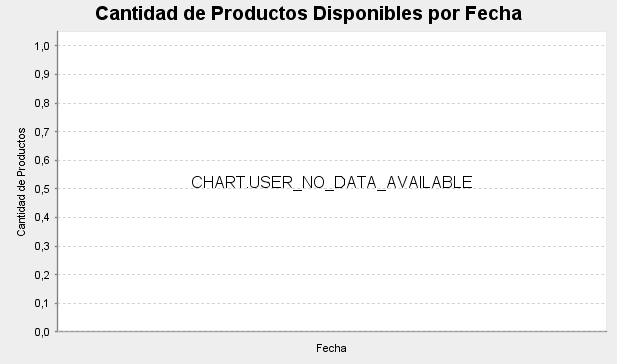 Cantidad de Productos Disponibles por Fecha
1,0
0,9
0,8
0,7
0,6
0,5
0,4
0,3
0,2
0,1
0,0
Cantidad de Productos
CHART.USER_NO_DATA_AVAILABLE
Fecha